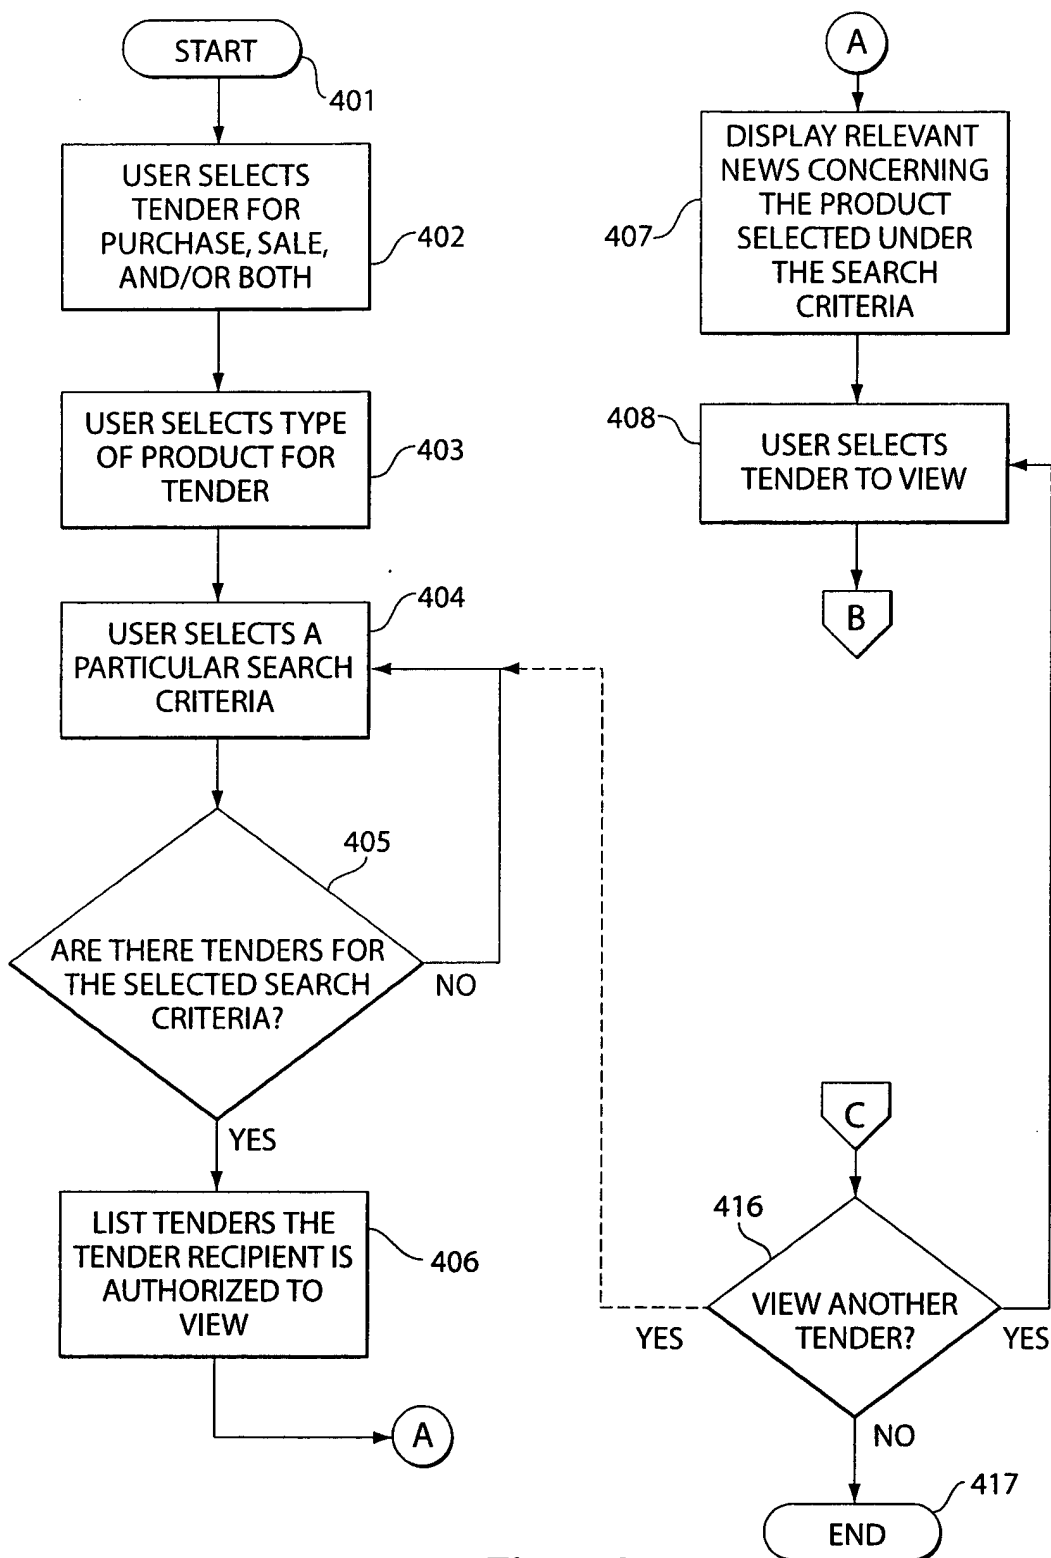 START
401
USER SELECTS
TENDER FOR
PURCHASE, SALE,
AND/OR BOTH
402
USER SELECTS TYPE
OF PRODUCT FOR
TENDER
403
404
USER SELECTS A
PARTICULAR SEARCH
CRITERIA
405
ARE THERE TENDERS FOR
THE SELECTED SEARCH
CRITERIA?
NO
YES
LIST TENDERS THE
TENDER RECIPIENT IS
AUTHORIZED TO
VIEW
406
A
A
DISPLAY RELEVANT
NEWS CONCERNING
THE PRODUCT
SELECTED UNDER
THE SEARCH
CRITERIA
407
408
USER SELECTS
TENDER TO VIEW
B
C
416
VIEW ANOTHER
TENDER?
YES
YES
NO
417
END